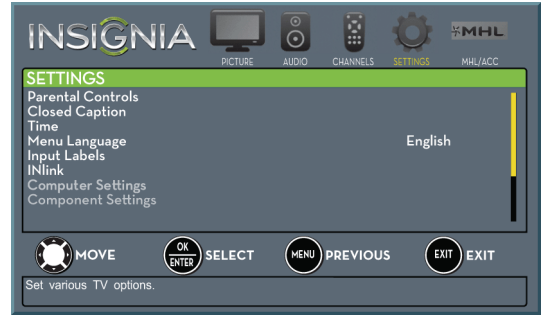 INSIGNIA
MHL
PICTURE AUDIO CHANNELS SETTINGS MHL/ACC
SETTINGS
Parental Controls
Closed Caption
Time
Menu Language English
Input Labels
INlink
Computer Settings
Component Settings
MOVE OK ENTER SELECT MENU PREVIOUS EXIT EXIT
Set various TV options.